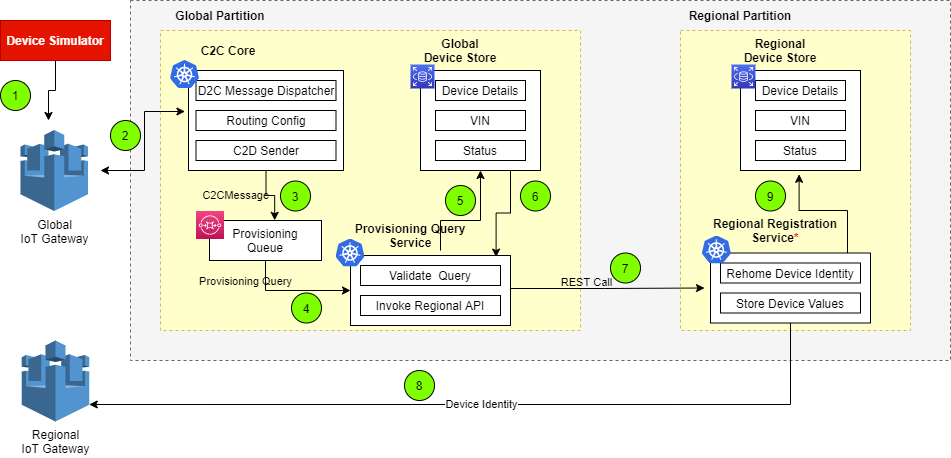 Global Partition
Regional Partition
Device Simulator
C2C Core
Global
Device Store
Regional
Device Store
D2C Message Dispatcher
Routing Config
C2D Sender
Device Details
VIN
Status
Device Details
VIN
Status
1
2
Global
IoT Gateway
C2CMessage
3
5
6
9
Provisioning
Queue
Provisioning Query
Service
Regional Registration
Service*
Provisioning Query
4
Validate Query
Invoke Regional API
REST Call
7
Rehome Device Identity
Store Device Values
8
Device Identity
Regional
IoT Gateway